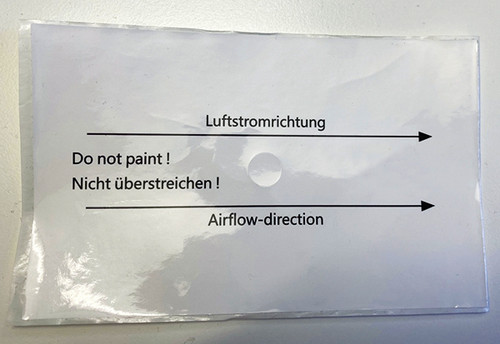 Luftstromrichtung
Do not paint !
Nicht überstreichen !
Airflow-direction